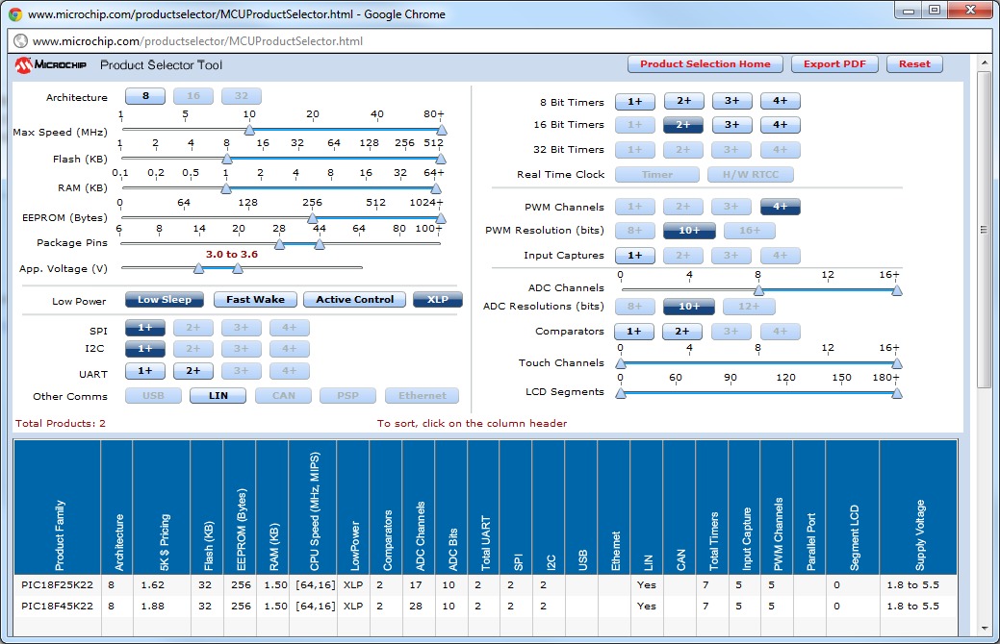 www.microchip.com/productselector/MCUProductSelector.html - Google Chrome
www.microchip.com/productselector/MCUProductSelector.html
MICROCHIP Product Selector Tool Product Selection Home Export PDF Reset
Architecture 8 16 32
1 5 10 20 40 80+
Max Speed (MHz)
1 2 4 8 16 32 64 128 256 512
Flash (KB)
0.1 0.2 0.5 1 2 4 8 16 32 64+
RAM (KB)
0 64 128 256 512 1024+
EEPROM (Bytes)
6 8 14 20 28 44 64 80 100+
Package Pins
3.0 to 3.6
App. Voltage (V)
Low Power Low Sleep Fast Wake Active Control XLP
SPI 1+ 2+ 3+ 4+
I2C 1+ 2+ 3+ 4+
UART 1+ 2+ 3+ 4+
Other Comms USB LIN CAN PSP Ethernet
8 Bit Timers 1+ 2+ 3+ 4+
16 Bit Timers 1+ 2+ 3+ 4+
32 Bit Timers 1+ 2+ 3+ 4+
Real Time Clock Timer H/W RTCC
PWM Channels 1+ 2+ 3+ 4+
PWM Resolution (bits) 8+ 10+ 16+
Input Captures 1+ 2+ 3+ 4+
0 4 8 12 16+
ADC Channels
ADC Resolutions (bits) 8+ 10+ 12+
Comparators 1+ 2+ 3+ 4+
0 4 8 12 16+
Touch Channels
0 60 90 120 150 180+
LCD Segments
Total Products: 2 To sort, click on the column header
Product Family Architecture 5K $ Pricing Flash (KB) EEPROM (Bytes) RAM (KB) CPU Speed (MHz, MIPS) LowPower Comparators ADC Channels ADC Bits Total UART SPI I2C USB Ethernet LIN CAN Total Timers Input Capture PWM Channels Parallel Port Segment LCD Supply Voltage
PIC18F25K22 8 1.62 32 256 1.50 [64,16] XLP 2 17 10 2 2 2 Yes 7 5 5 0 1.8 to 5.5
PIC18F45K22 8 1.88 32 256 1.50 [64,16] XLP 2 28 10 2 2 2 Yes 7 5 5 0 1.8 to 5.5